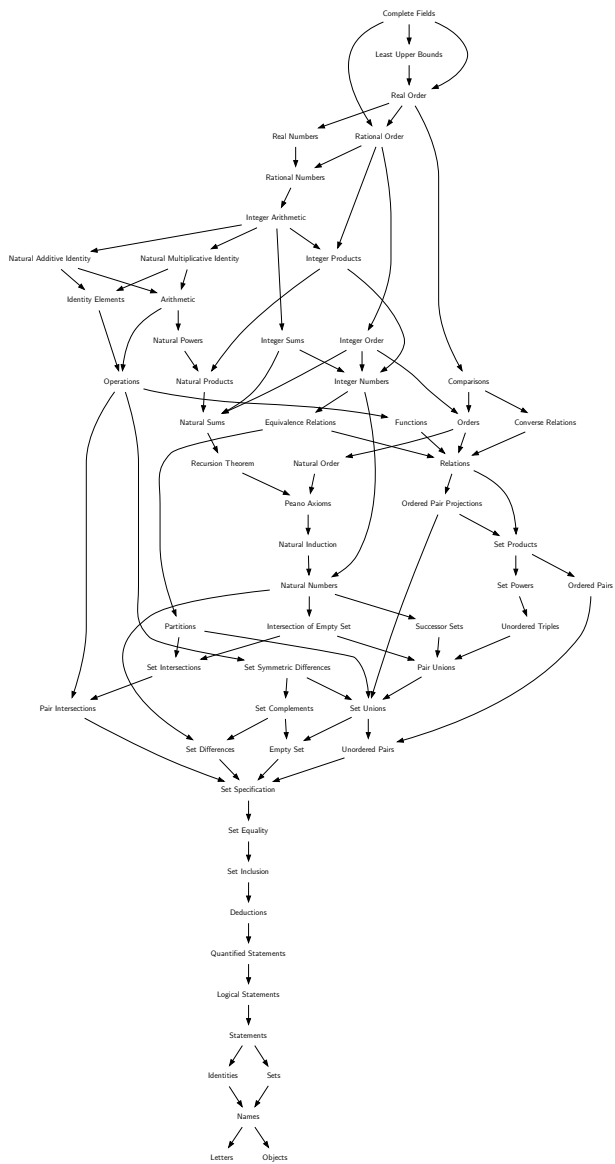 Complete Fields
Least Upper Bounds
Real Order
Real Numbers
Rational Order
Rational Numbers
Integer Arithmetic
Natural Additive Identity
Natural Multiplicative Identity
Integer Products
Identity Elements
Arithmetic
Natural Powers
Integer Sums
Integer Order
Operations
Natural Products
Integer Numbers
Comparisons
Natural Sums
Equivalence Relations
Functions
Orders
Converse Relations
Recursion Theorem
Natural Order
Relations
Peano Axioms
Ordered Pair Projections
Natural Induction
Set Products
Natural Numbers
Set Powers
Ordered Pairs
Partitions
Intersection of Empty Set
Successor Sets
Unordered Triples
Set Intersections
Set Symmetric Differences
Pair Unions
Pair Intersections
Set Complements
Set Unions
Set Differences
Empty Set
Unordered Pairs
Set Specification
Set Equality
Set Inclusion
Deductions
Quantified Statements
Logical Statements
Statements
Identities
Sets
Names
Letters
Objects